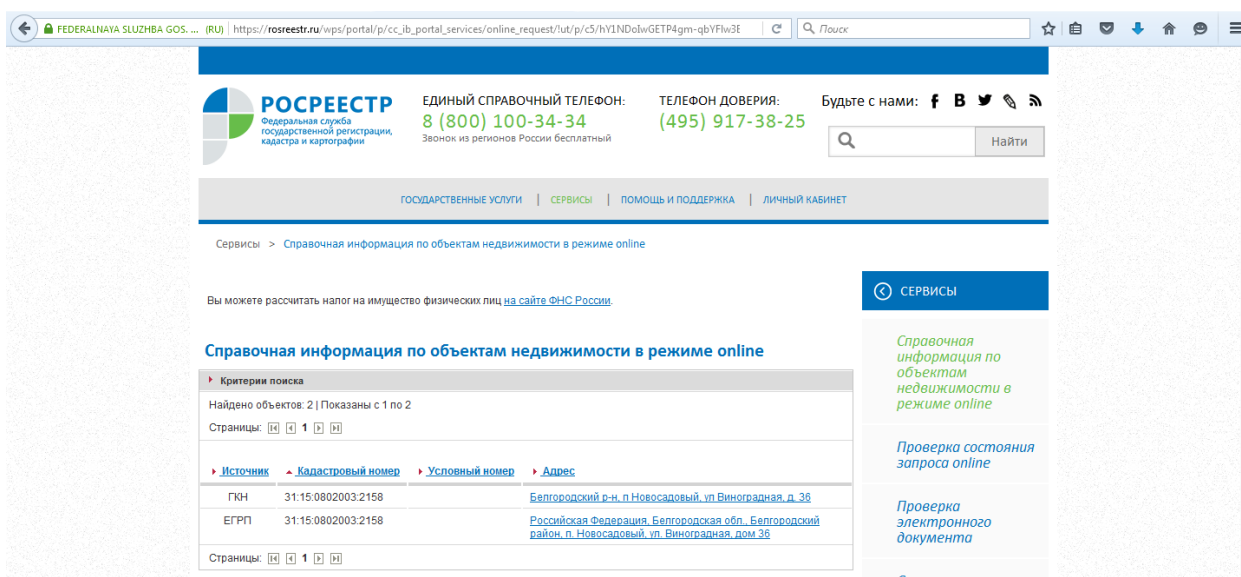 FEDERALNAYA SLUZHBA GOS. ... (RU) https://rosreestr.ru/wps/portal/p/cc_ib_portal_services/online_request/!ut/p/c5/ Поиск
РОСРЕЕСТР
Федеральная служба
государственной регистрации,
кадастра и картографии
ЕДИНЫЙ СПРАВОЧНЫЙ ТЕЛЕФОН:
8 (800) 100-34-34
Звонок из регионов России бесплатный
ТЕЛЕФОН ДОВЕРИЯ:
(495) 917-38-25
Будьте с нами: f B
Найти
ГОСУДАРСТВЕННЫЕ УСЛУГИ | СЕРВИСЫ | ПОМОЩЬ И ПОДДЕРЖКА | ЛИЧНЫЙ КАБИНЕТ
Сервисы > Справочная информация по объектам недвижимости в режиме online
Вы можете рассчитать налог на имущество физических лиц на сайте ФНС России.
Справочная информация по объектам недвижимости в режиме online
Критерии поиска
Найдено объектов: 2 | Показаны с 1 по 2
Страницы: 1
Источник Кадастровый номер Условный номер Адрес
ГКН 31:15:0802003:2158 Белгородский р-н, п Новосадовый, ул Виноградная, д. 36
ЕГРП 31:15:0802003:2158 Российская Федерация, Белгородская обл., Белгородский
район, п. Новосадовый, ул. Виноградная, дом 36
Страницы: 1
СЕРВИСЫ
Справочная
информация по
объектам
недвижимости в
режиме online
Проверка состояния
запроса online
Проверка
электронного
документа